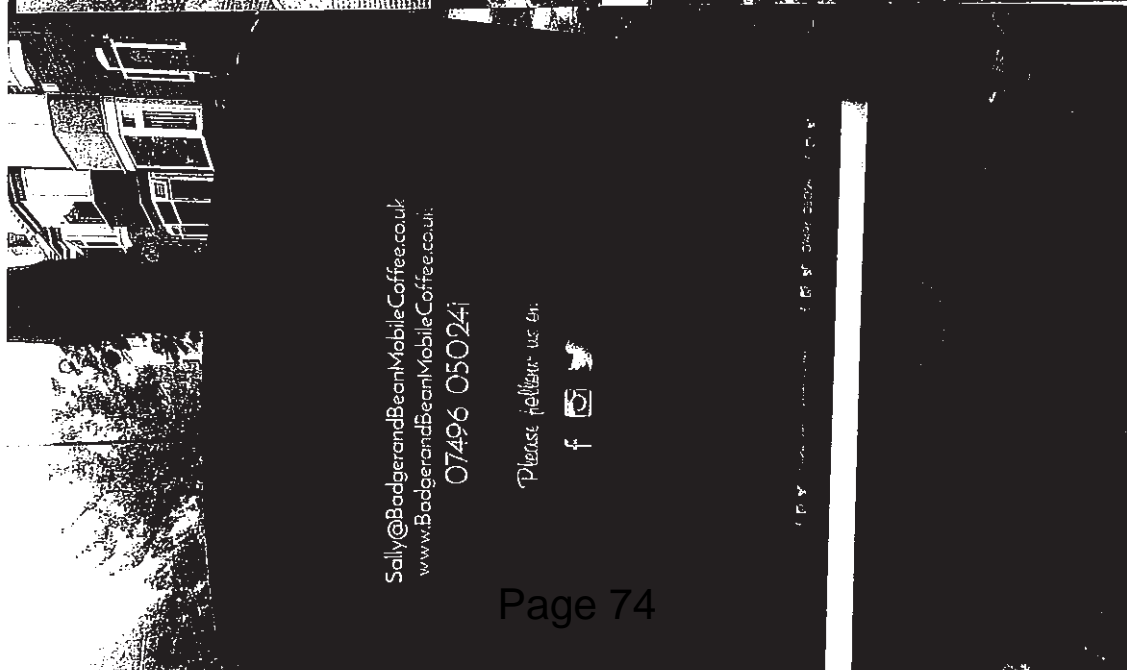 Sally@BadgerandBeanMobileCoffee.co.uk
www.BadgerandBeanMobileCoffee.co.uk
07496 050241
Please follow us on
f
Page 74